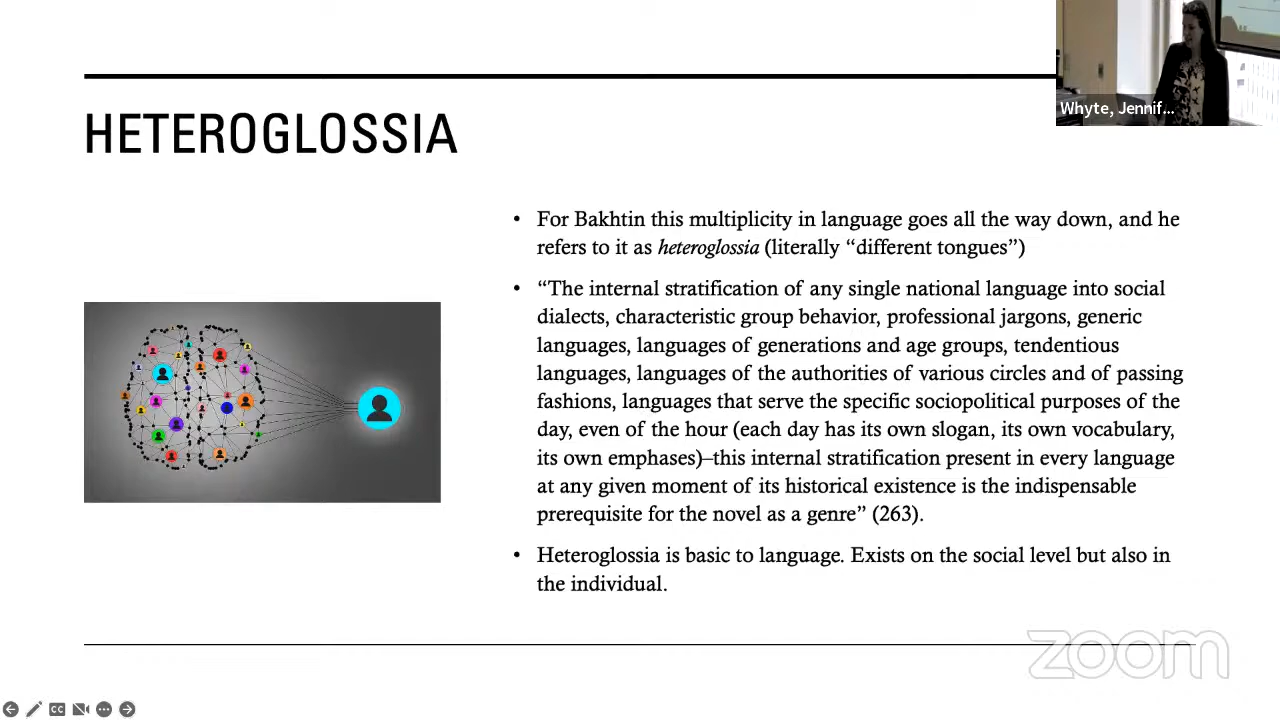 Whyte, Jennif...
HETEROGLOSSIA
• For Bakhtin this multiplicity in language goes all the way down, and he
refers to it as heteroglossia (literally “different tongues”)
• “The internal stratification of any single national language into social
dialects, characteristic group behavior, professional jargons, generic
languages, languages of generations and age groups, tendentious
languages, languages of the authorities of various circles and of passing
fashions, languages that serve the specific sociopolitical purposes of the
day, even of the hour (each day has its own slogan, its own vocabulary,
its own emphases)–this internal stratification present in every language
at any given moment of its historical existence is the indispensable
prerequisite for the novel as a genre” (263).
• Heteroglossia is basic to language. Exists on the social level but also in
the individual.
zoom
CC